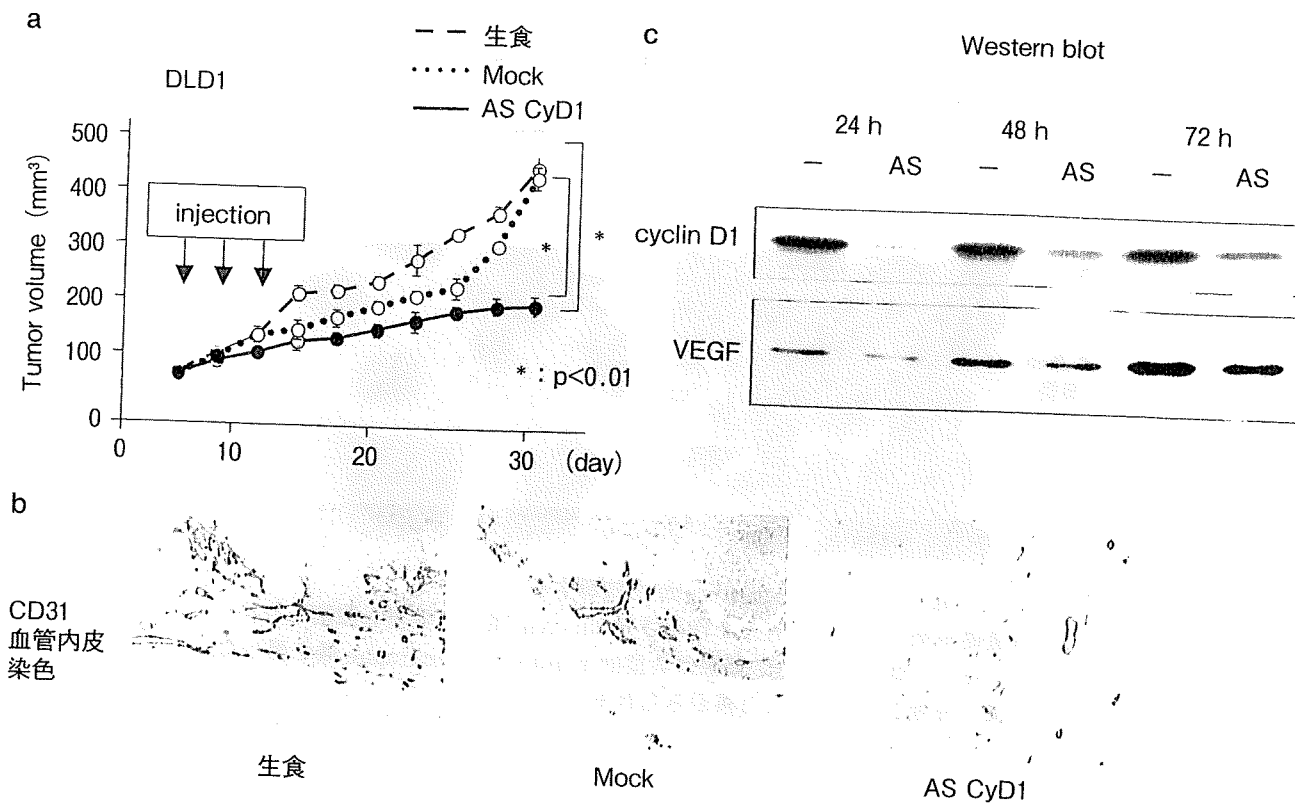 a
DLD1
生食
Mock
AS CyD1
500
400
300
200
100
0
Tumor volume (mm³)
injection
*
*
* : p<0.01
0
10
20
30
(day)
c
Western blot
24 h
48 h
72 h
−
AS
−
AS
−
AS
cyclin D1
VEGF
b
CD31
血管内皮
染色
生食
Mock
AS CyD1